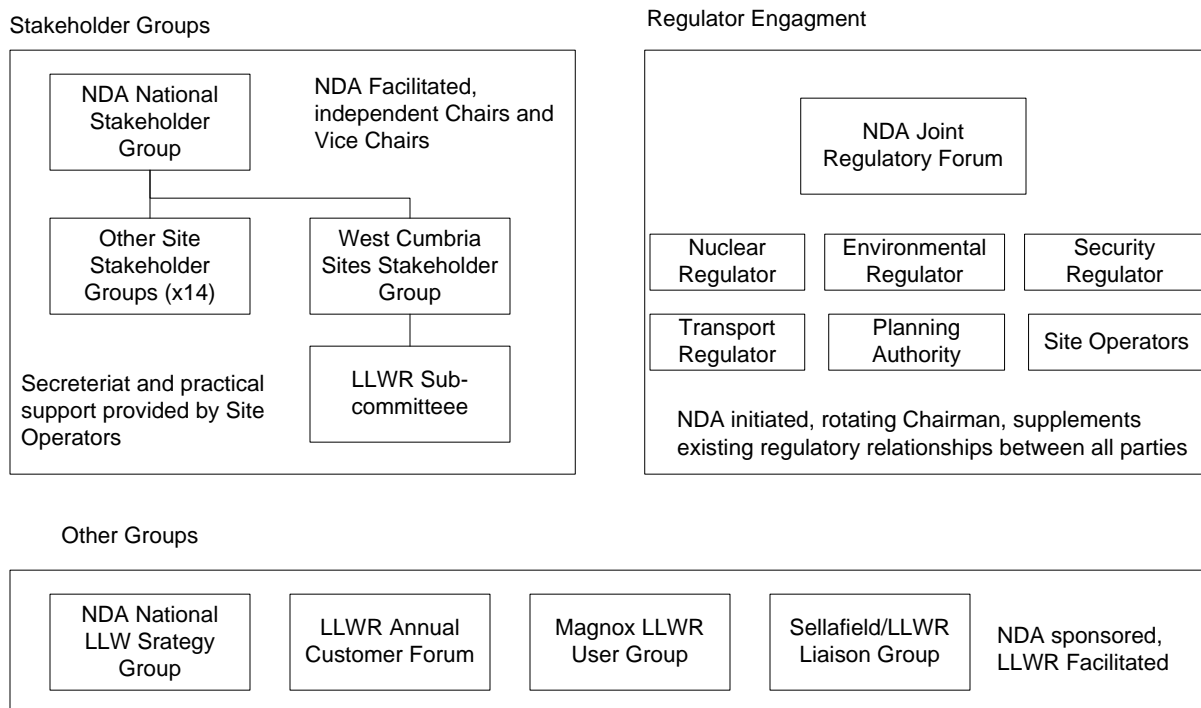 Stakeholder Groups
NDA National
Stakeholder
Group
NDA Facilitated,
independent Chairs and
Vice Chairs
Other Site
Stakeholder
Groups (x14)
West Cumbria
Sites Stakeholder
Group
Secreteriat and practical
support provided by Site
Operators
LLWR Sub-
committeee
Regulator Engagment
NDA Joint
Regulatory Forum
Nuclear
Regulator
Environmental
Regulator
Security
Regulator
Transport
Regulator
Planning
Authority
Site Operators
NDA initiated, rotating Chairman, supplements
existing regulatory relationships between all parties
Other Groups
NDA National
LLW Srategy
Group
LLWR Annual
Customer Forum
Magnox LLWR
User Group
Sellafield/LLWR
Liaison Group
NDA sponsored,
LLWR Facilitated